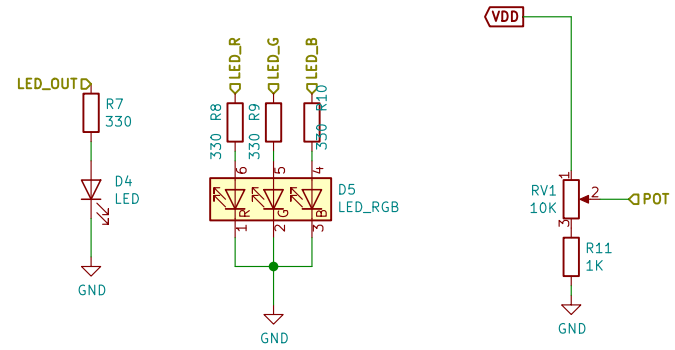 LED_OUT
R7
330
D4
LED
GND
LED_R
LED_G
LED_B
R8
330
R9
330
R10
330
6
5
4
R
G
B
1
2
3
D5
LED_RGB
GND
VDD
1
RV1
10K
2
POT
3
R11
1K
GND